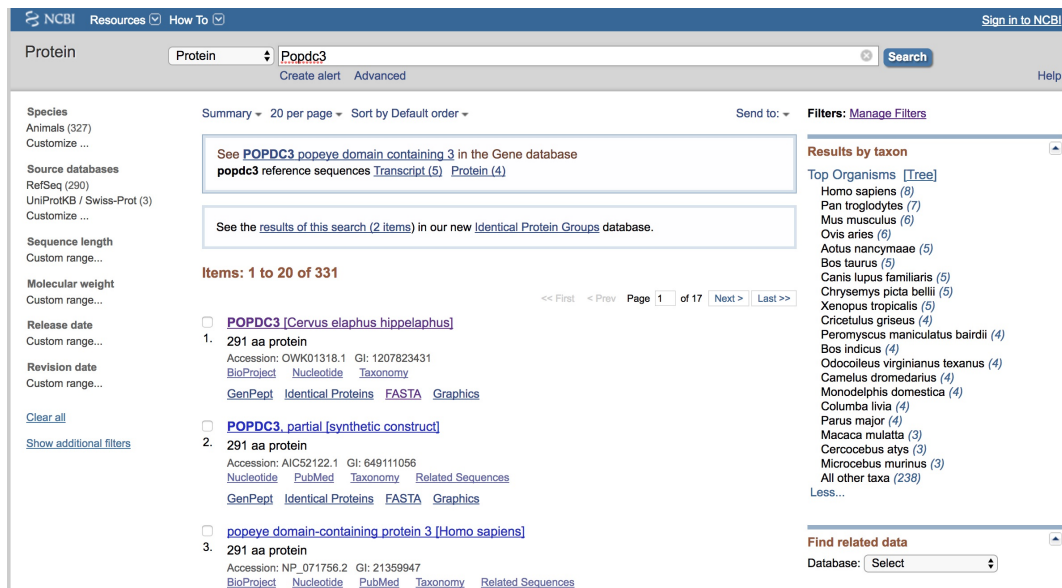 NCBI Resources How To Sign in to NCBI
Protein Protein Popdc3 Search
Create alert Advanced Help
Species
Animals (327)
Customize ...
Source databases
RefSeq (290)
UniProtKB / Swiss-Prot (3)
Customize ...
Sequence length
Custom range...
Molecular weight
Custom range...
Release date
Custom range...
Revision date
Custom range...
Clear all
Show additional filters
Summary 20 per page Sort by Default order Send to:
See POPDC3 popeye domain containing 3 in the Gene database
popdc3 reference sequences Transcript (5) Protein (4)
See the results of this search (2 items) in our new Identical Protein Groups database.
Items: 1 to 20 of 331
<< First < Prev Page 1 of 17 Next > Last >>
POPDC3 [Cervus elaphus hippelaphus]
1. 291 aa protein
Accession: OWK01318.1 GI: 1207823431
BioProject Nucleotide Taxonomy
GenPept Identical Proteins FASTA Graphics
POPDC3, partial [synthetic construct]
2. 291 aa protein
Accession: AIC52122.1 GI: 649111056
Nucleotide PubMed Taxonomy Related Sequences
GenPept Identical Proteins FASTA Graphics
popeye domain-containing protein 3 [Homo sapiens]
3. 291 aa protein
Accession: NP_071756.2 GI: 21359947
BioProject Nucleotide PubMed Taxonomy Related Sequences
Filters: Manage Filters
Results by taxon
Top Organisms [Tree]
Homo sapiens (8)
Pan troglodytes (7)
Mus musculus (6)
Ovis aries (6)
Aotus nancymaae (5)
Bos taurus (5)
Canis lupus familiaris (5)
Chrysemys picta bellii (5)
Xenopus tropicalis (5)
Cricetulus griseus (4)
Peromyscus maniculatus bairdii (4)
Bos indicus (4)
Odocoileus virginianus texanus (4)
Camelus dromedarius (4)
Monodelphis domestica (4)
Columba livia (4)
Parus major (4)
Macaca mulatta (3)
Cercocebus atys (3)
Microcebus murinus (3)
All other taxa (238)
Less...
Find related data
Database: Select